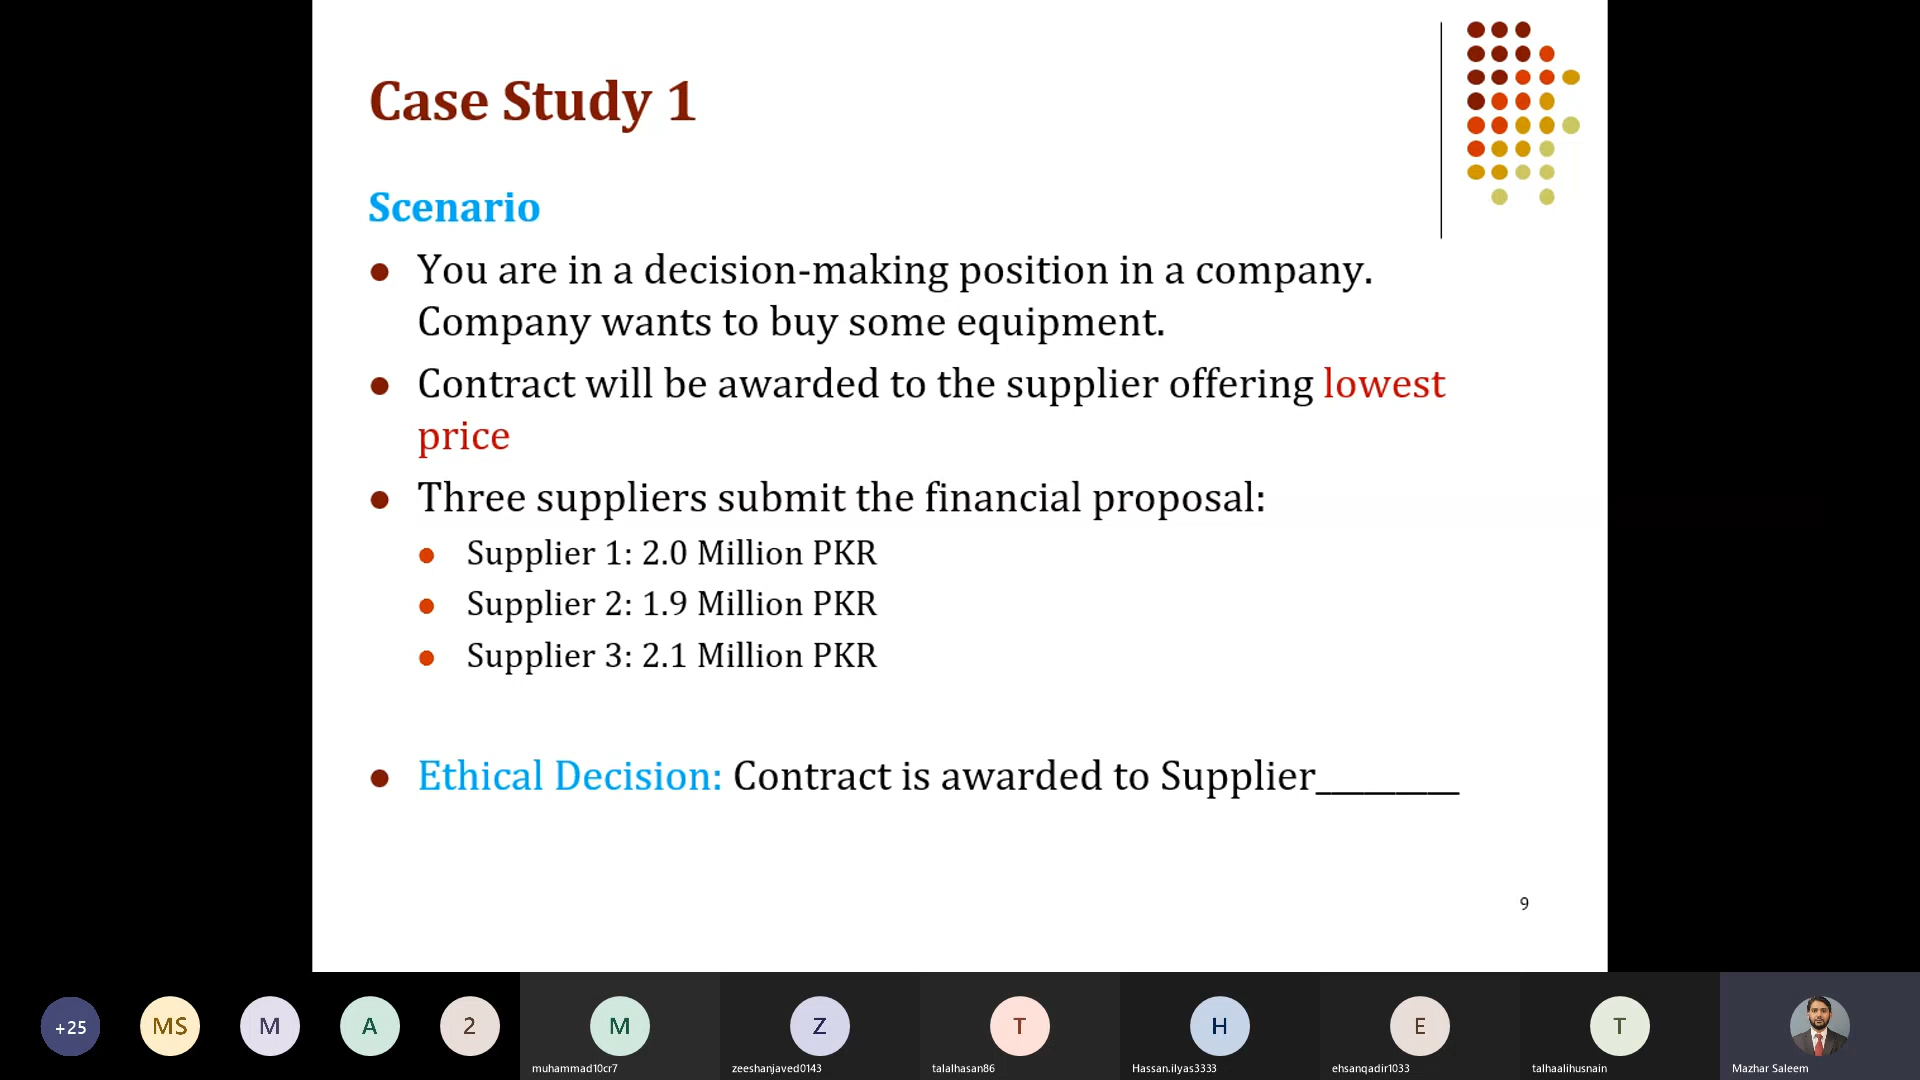 Case Study 1
Scenario
You are in a decision-making position in a company.
Company wants to buy some equipment.
Contract will be awarded to the supplier offering lowest
price
Three suppliers submit the financial proposal:
Supplier 1: 2.0 Million PKR
Supplier 2: 1.9 Million PKR
Supplier 3: 2.1 Million PKR
Ethical Decision: Contract is awarded to Supplier_________
9
+25
MS
M
A
2
M
Z
T
H
E
T
muhammad10cr7
zeeshanjaved0143
talalhasan86
Hassan.ilyas3333
ehsanqadir1033
talhaalihusnain
Mazhar Saleem